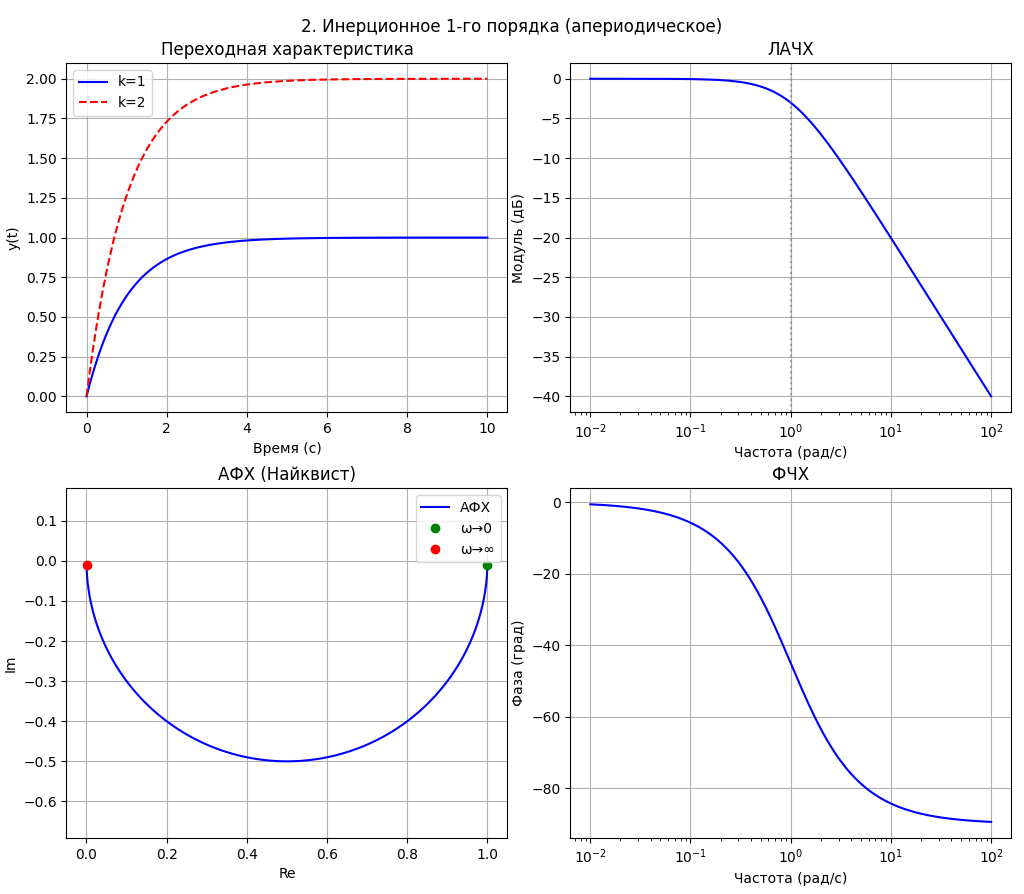 2. Инерционное 1-го порядка (апериодическое)
Переходная характеристика
k=1
k=2
2.00
1.75
1.50
1.25
1.00
0.75
0.50
0.25
0.00
y(t)
0 2 4 6 8 10
Время (с)
ЛАЧХ
0
−5
−10
−15
−20
−25
−30
−35
−40
Модуль (дБ)
10⁻² 10⁻¹ 10⁰ 10¹ 10²
Частота (рад/с)
АФХ (Найквист)
АФХ
ω→0
ω→∞
0.1
0.0
−0.1
−0.2
−0.3
−0.4
−0.5
−0.6
Im
0.0 0.2 0.4 0.6 0.8 1.0
Re
ФЧХ
0
−20
−40
−60
−80
Фаза (град)
10⁻² 10⁻¹ 10⁰ 10¹ 10²
Частота (рад/с)